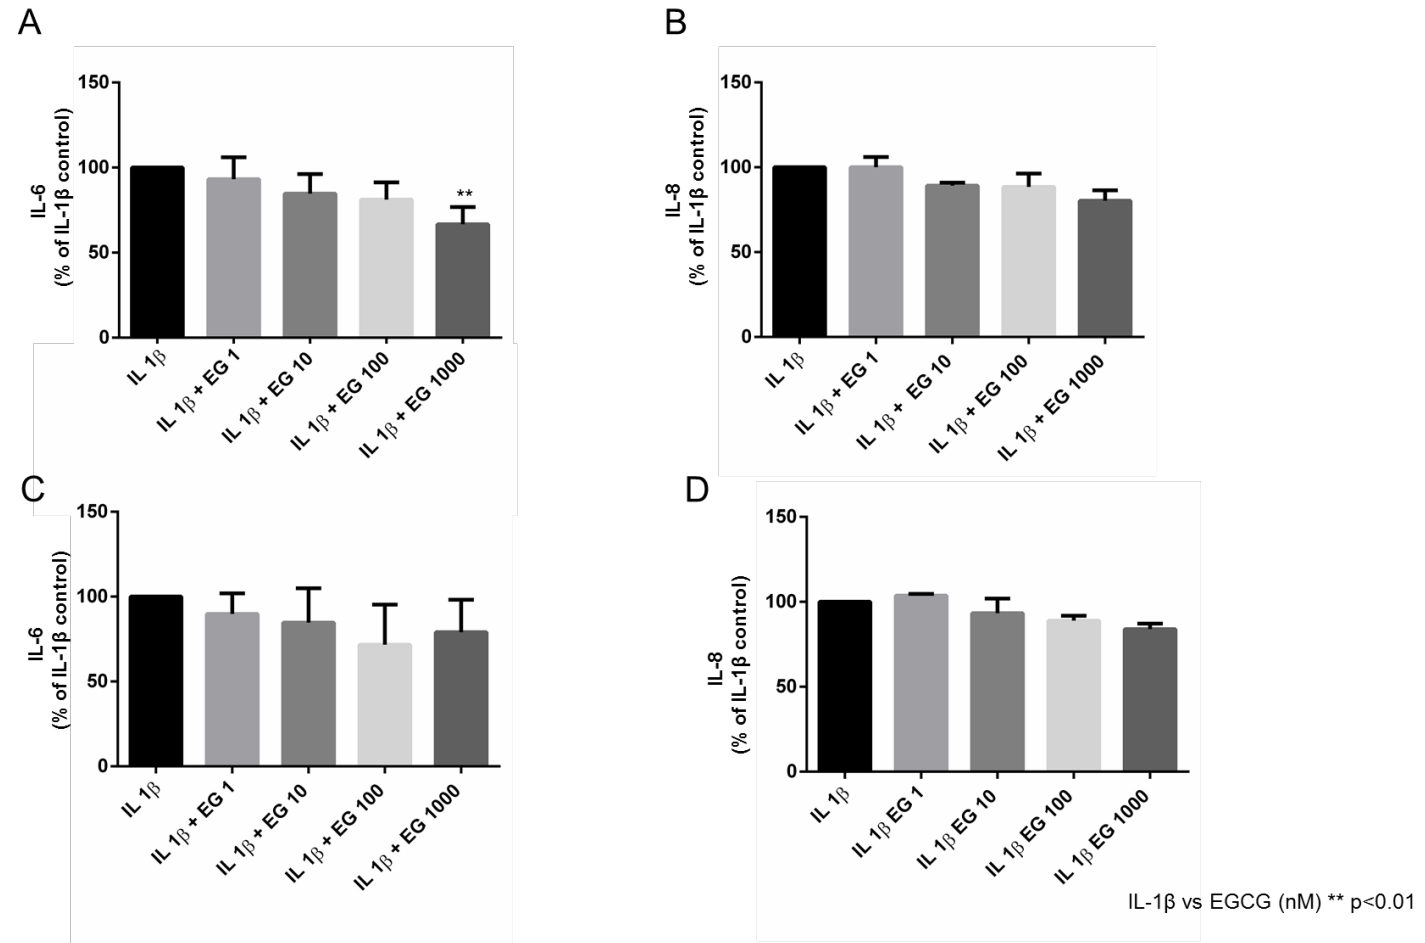 A
150
100
50
0
IL-6
(% of IL-1β control)
**
IL 1β
IL 1β + EG 1
IL 1β + EG 10
IL 1β + EG 100
IL 1β + EG 1000
B
150
100
50
0
IL-8
(% of IL-1β control)
IL 1β
IL 1β + EG 1
IL 1β + EG 10
IL 1β + EG 100
IL 1β + EG 1000
C
150
100
50
0
IL-6
(% of IL-1β control)
IL 1β
IL 1β + EG 1
IL 1β + EG 10
IL 1β + EG 100
IL 1β + EG 1000
D
150
100
50
0
IL-8
(% of IL-1β control)
IL 1β
IL 1β EG 1
IL 1β EG 10
IL 1β EG 100
IL 1β EG 1000
IL-1β vs EGCG (nM) ** p<0.01